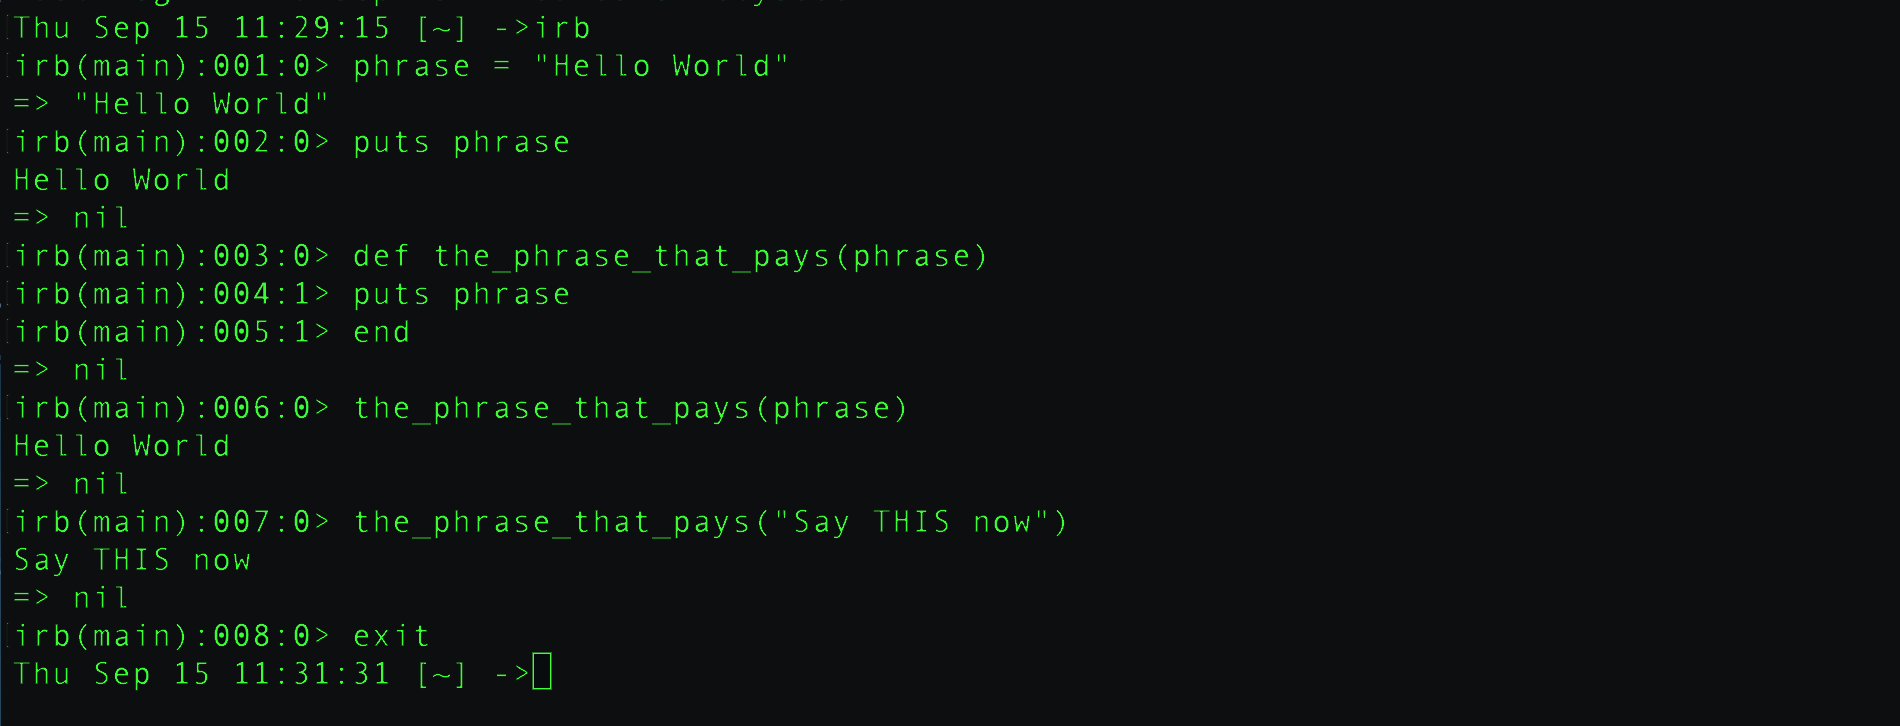 Thu Sep 15 11:29:15 [~] ->irb
irb(main):001:0> phrase = "Hello World"
=> "Hello World"
irb(main):002:0> puts phrase
Hello World
=> nil
irb(main):003:0> def the_phrase_that_pays(phrase)
irb(main):004:1> puts phrase
irb(main):005:1> end
=> nil
irb(main):006:0> the_phrase_that_pays(phrase)
Hello World
=> nil
irb(main):007:0> the_phrase_that_pays("Say THIS now")
Say THIS now
=> nil
irb(main):008:0> exit
Thu Sep 15 11:31:31 [~] ->